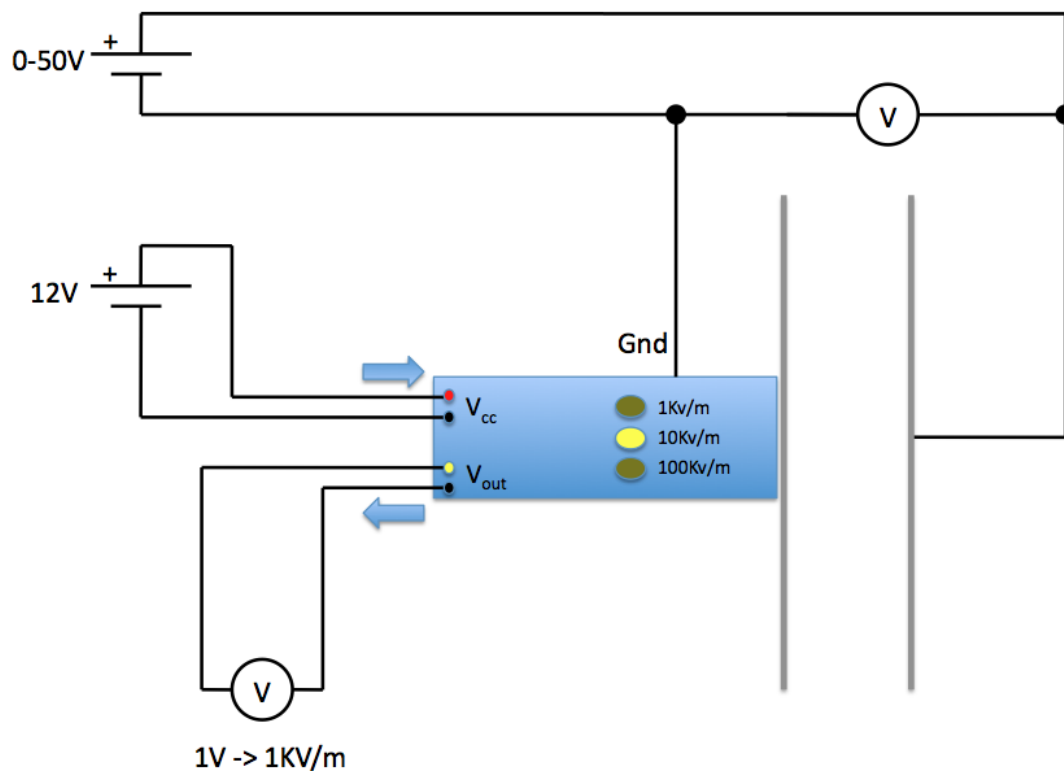 +
0-50V
V
+
12V
Gnd
Vcc
1Kv/m
10Kv/m
100Kv/m
Vout
V
1V -> 1KV/m